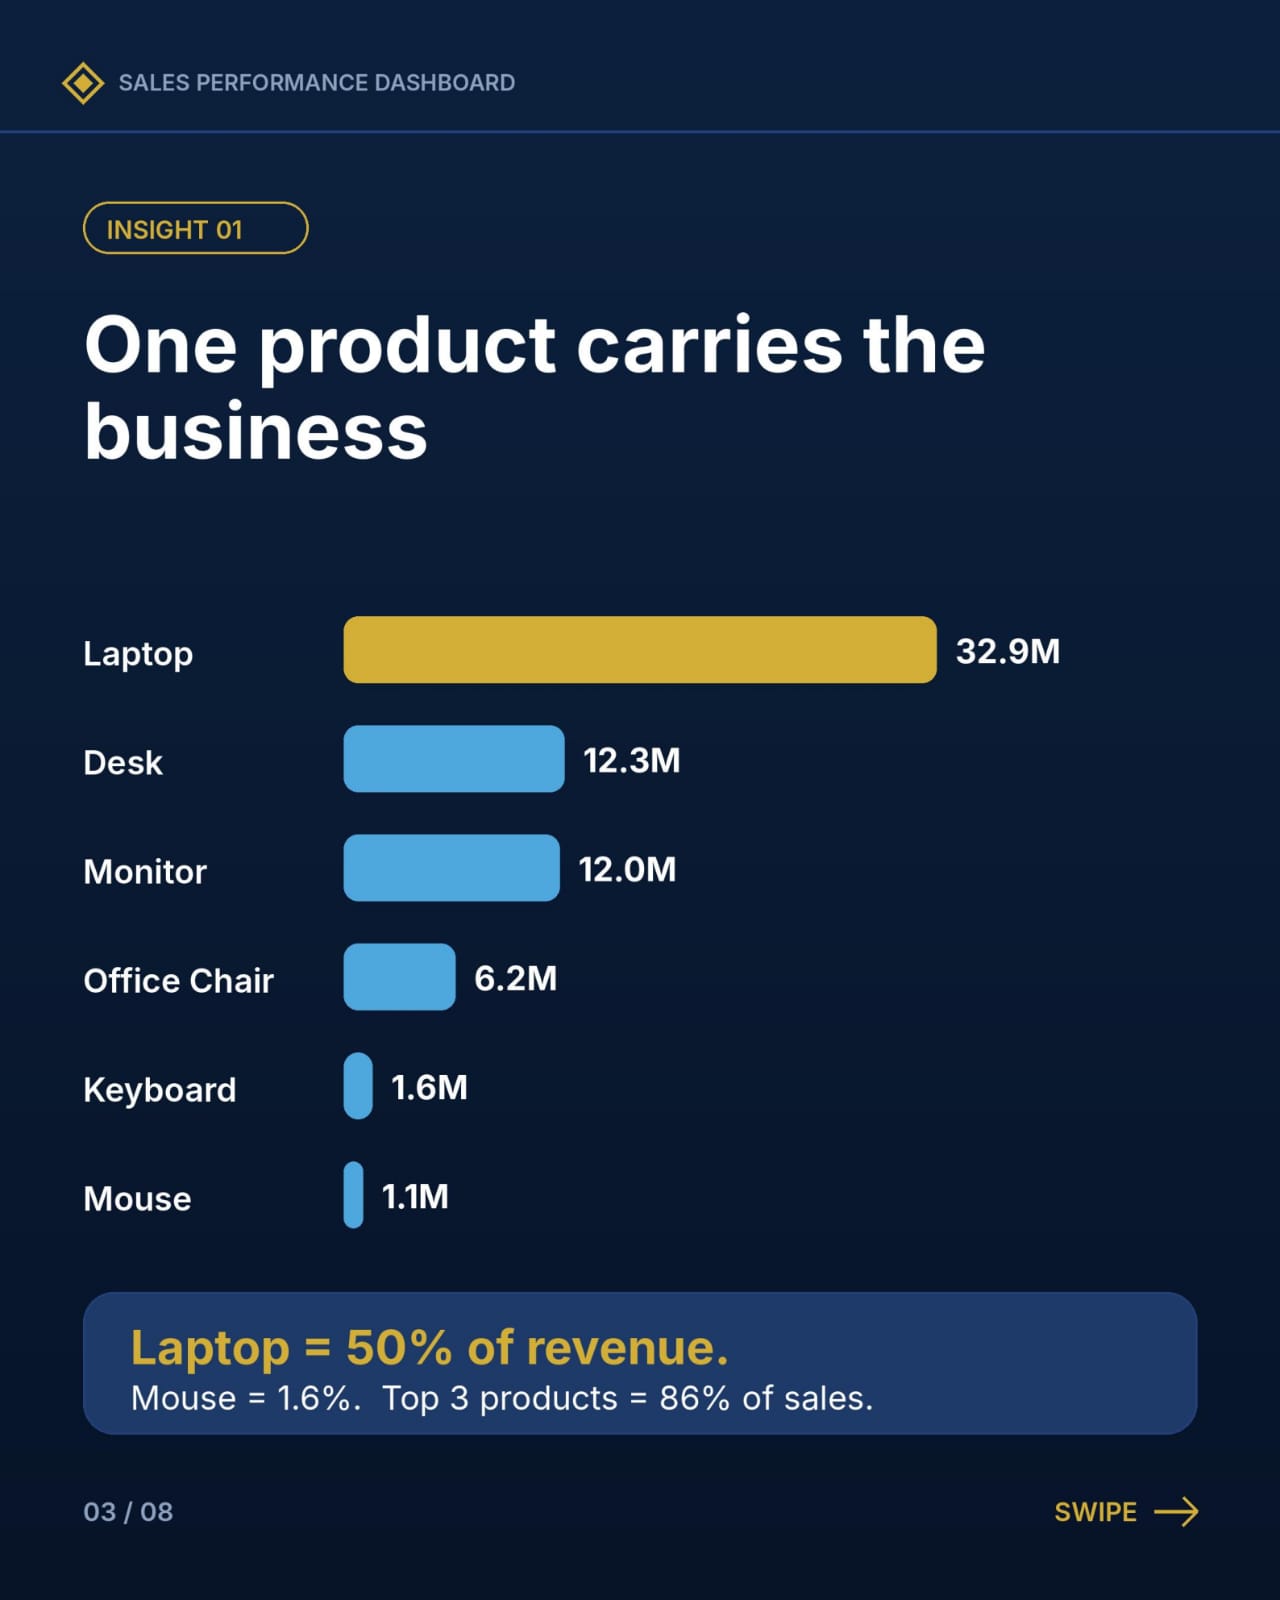 SALES PERFORMANCE DASHBOARD
INSIGHT 01
One product carries the
business
Laptop 32.9M
Desk 12.3M
Monitor 12.0M
Office Chair 6.2M
Keyboard 1.6M
Mouse 1.1M
Laptop = 50% of revenue.
Mouse = 1.6%. Top 3 products = 86% of sales.
03 / 08 SWIPE →